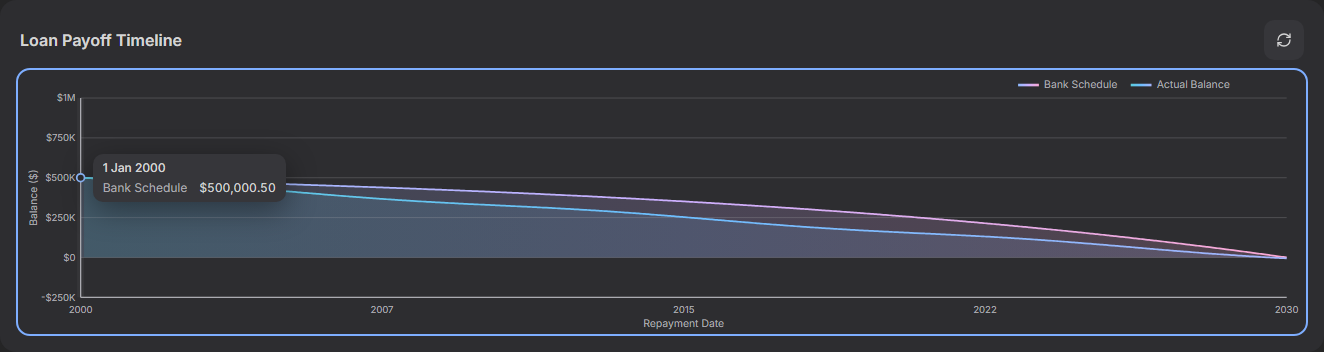 Loan Payoff Timeline
Bank Schedule Actual Balance
$1M
$750K
$500K
$250K
$0
-$250K
Balance ($)
1 Jan 2000
Bank Schedule $500,000.50
2000 2007 2015 2022 2030
Repayment Date